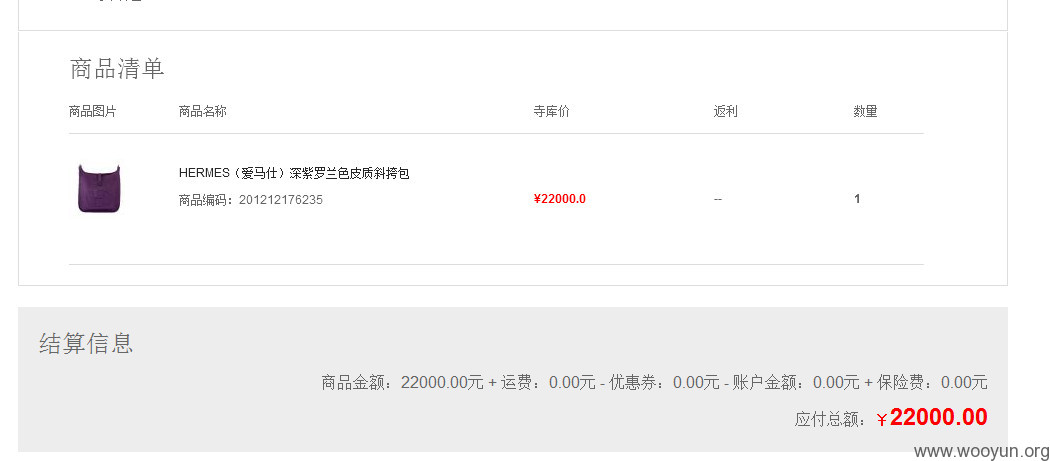 商品清单
商品图片 商品名称 寺库价 返利 数量
HERMES（爱马仕）深紫罗兰色皮质斜挎包
商品编码：201212176235 ¥22000.0 -- 1
结算信息
商品金额：22000.00元 + 运费：0.00元 - 优惠券：0.00元 - 账户金额：0.00元 + 保险费：0.00元
应付总额：¥22000.00
www.wooyun.org